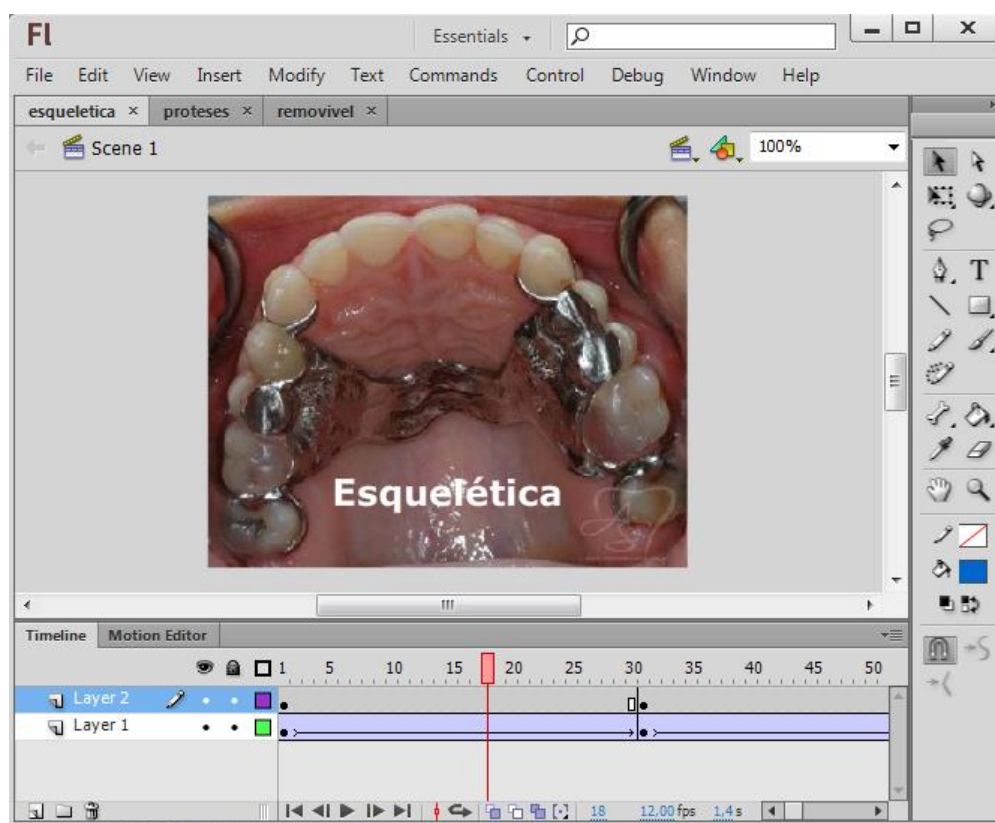 Fl Essentials
File Edit View Insert Modify Text Commands Control Debug Window Help
esqueletica × proteses × removivel ×
Scene 1 100%
Esquelética
Timeline Motion Editor
1 5 10 15 20 25 30 35 40 45 50
Layer 2
Layer 1
18 12,00 fps 1,4 s